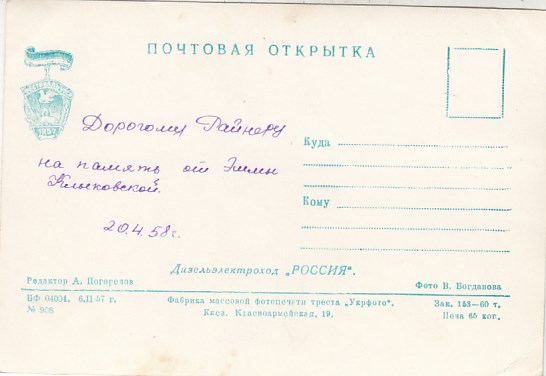 ПОЧТОВАЯ ОТКРЫТКА
1957
Дорогому Райнеру
на память от Эммы
Клыковской.
20.4.58г.
Куда
Кому
Дизельэлектроход „РОССИЯ“.
Редактор А. Погорелов
Фото В. Богданова
БФ 04004. 6.II-57 г.
Фабрика массовой фотопечати треста „Укрфото“.
Зак. 153—60 т.
№ 906
Киев, Красноармейская, 19.
Цена 65 коп.